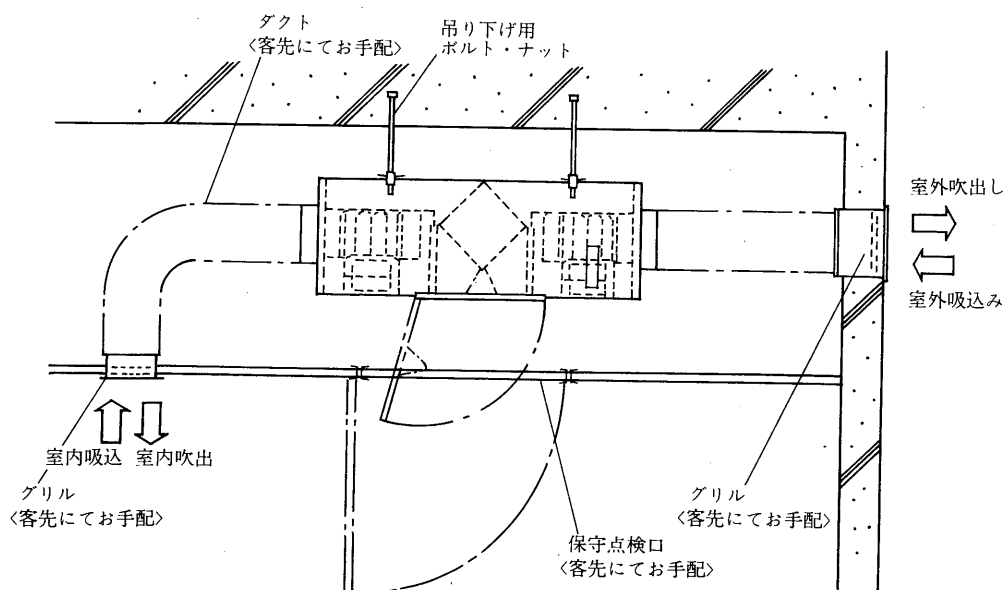 ダクト
〈客先にてお手配〉
吊り下げ用
ボルト・ナット
室外吹出し
室外吸込み
室内吸込 室内吹出
グリル
〈客先にてお手配〉
グリル
〈客先にてお手配〉
保守点検口
〈客先にてお手配〉